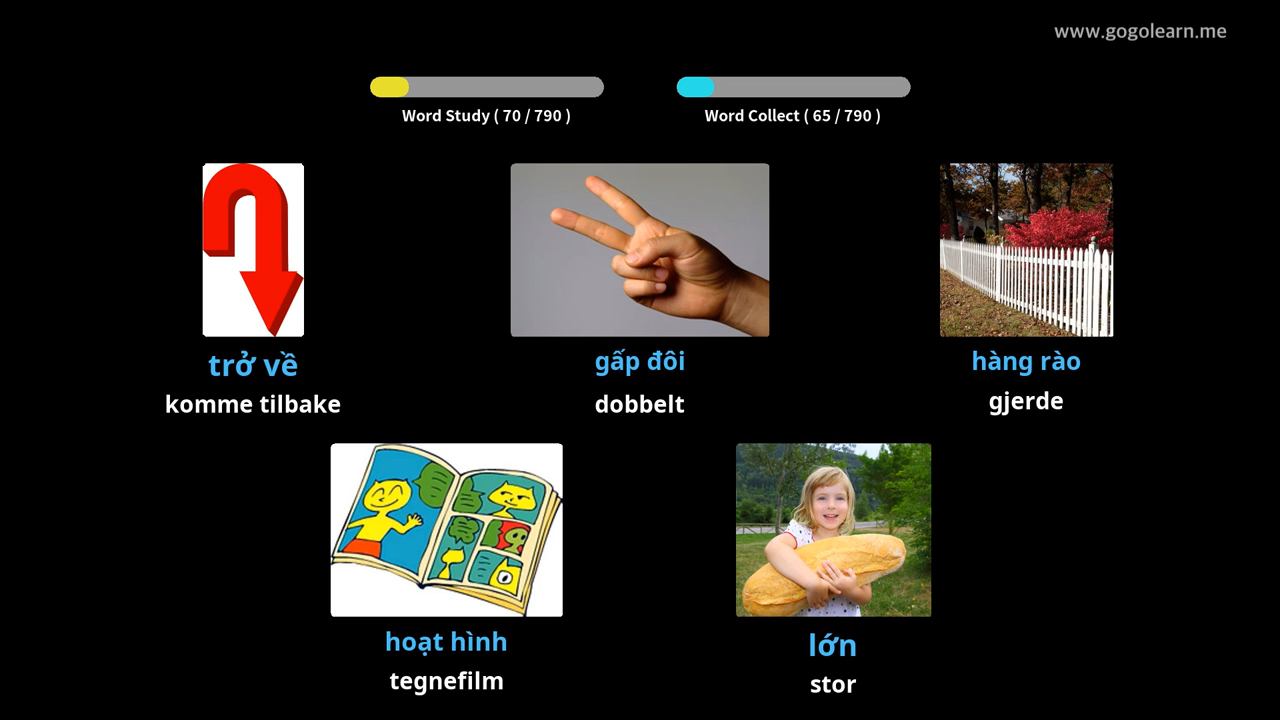 www.gogolearn.me
Word Study ( 70 / 790 )
Word Collect ( 65 / 790 )
trở về
komme tilbake
gấp đôi
dobbelt
hàng rào
gjerde
hoạt hình
tegnefilm
lớn
stor